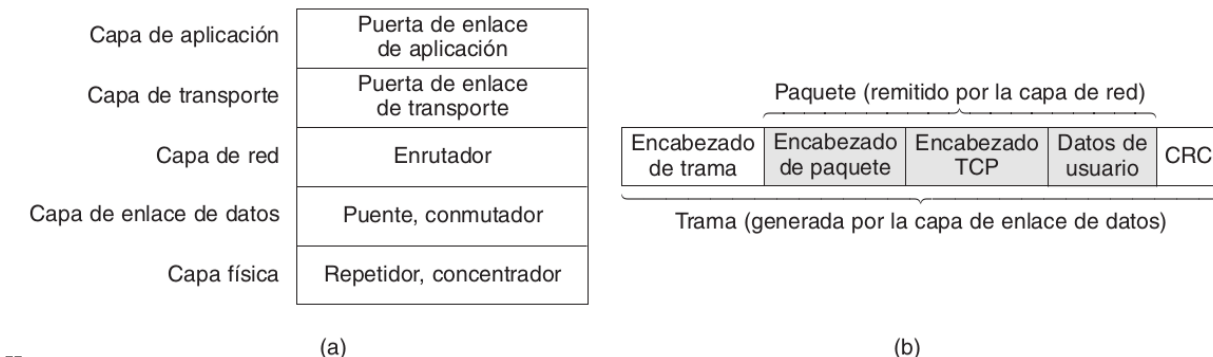 Capa de aplicación
Puerta de enlace
de aplicación
Capa de transporte
Puerta de enlace
de transporte
Capa de red
Enrutador
Capa de enlace de datos
Puente, conmutador
Capa física
Repetidor, concentrador
(a)
Paquete (remitido por la capa de red)
Encabezado
de trama
Encabezado
de paquete
Encabezado
TCP
Datos de
usuario
CRC
Trama (generada por la capa de enlace de datos)
(b)